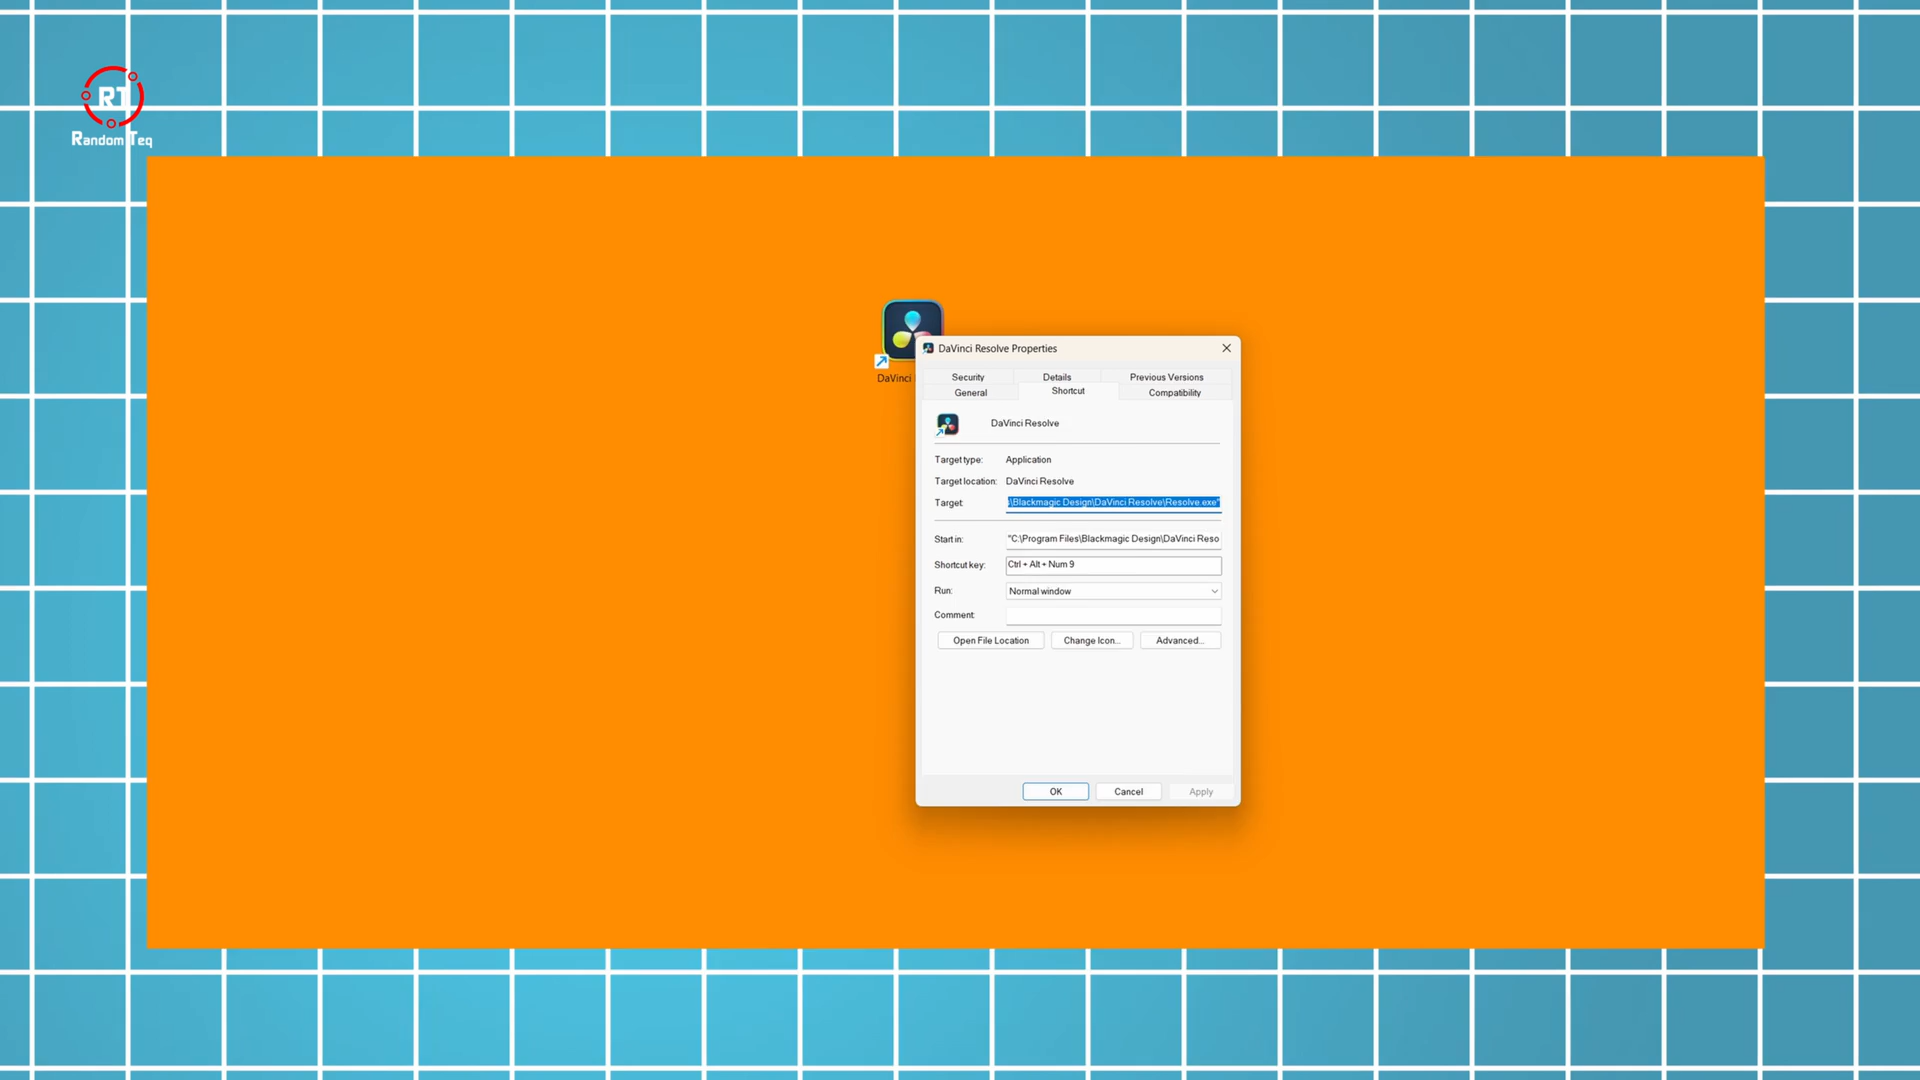 RT
Random Teq
DaVinci
DaVinci Resolve Properties
Security Details Previous Versions
General Shortcut Compatibility
DaVinci Resolve
Target type: Application
Target location: DaVinci Resolve
Target: \Blackmagic Design\DaVinci Resolve\Resolve.exe"
Start in: "C:\Program Files\Blackmagic Design\DaVinci Reso
Shortcut key: Ctrl + Alt + Num 9
Run: Normal window
Comment:
Open File Location Change Icon... Advanced...
OK Cancel Apply